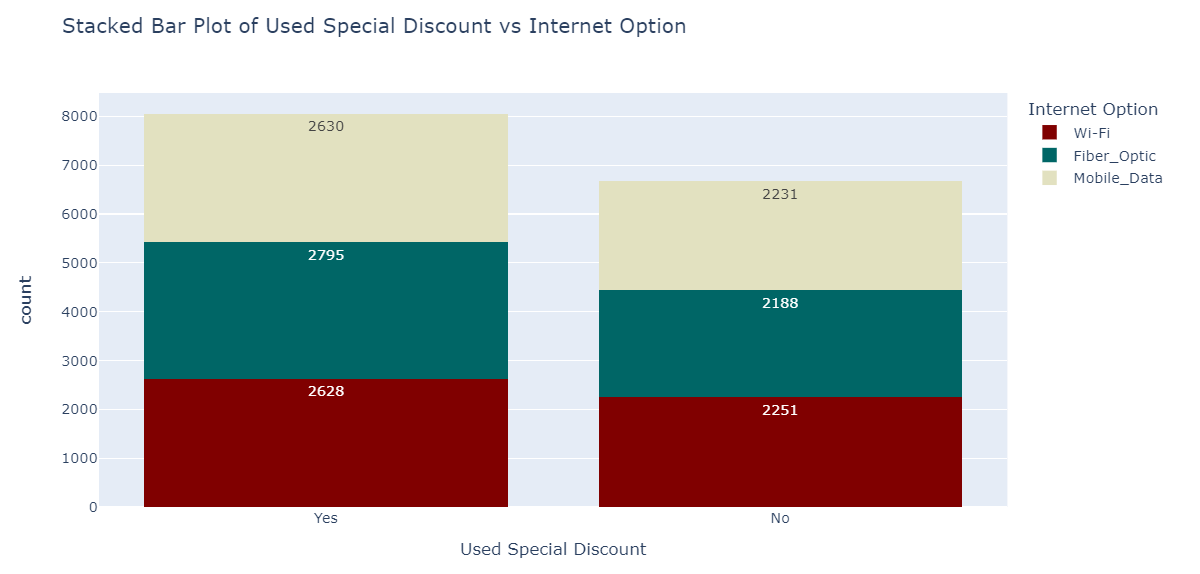 Stacked Bar Plot of Used Special Discount vs Internet Option
Internet Option
Wi-Fi
Fiber_Optic
Mobile_Data
count
8000
7000
6000
5000
4000
3000
2000
1000
0
2630
2795
2628
2231
2188
2251
Yes
No
Used Special Discount